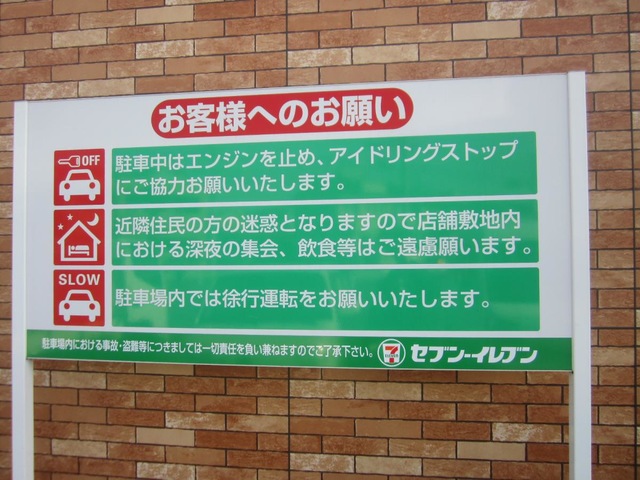 お客様へのお願い
OFF
駐車中はエンジンを止め、アイドリングストップ
にご協力お願いいたします。
近隣住民の方の迷惑となりますので店舗敷地内
における深夜の集会、飲食等はご遠慮願います。
SLOW
駐車場内では徐行運転をお願いいたします。
駐車場内における事故・盗難等につきましては一切責任を負い兼ねますのでご了承下さい。 7 ELEVEN セブン-イレブン